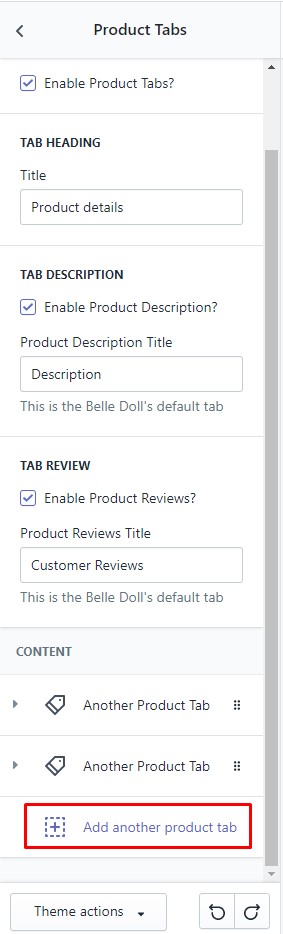 Product Tabs
Enable Product Tabs?
TAB HEADING
Title
Product details
TAB DESCRIPTION
Enable Product Description?
Product Description Title
Description
This is the Belle Doll's default tab
TAB REVIEW
Enable Product Reviews?
Product Reviews Title
Customer Reviews
This is the Belle Doll's default tab
CONTENT
Another Product Tab
Another Product Tab
Add another product tab
Theme actions